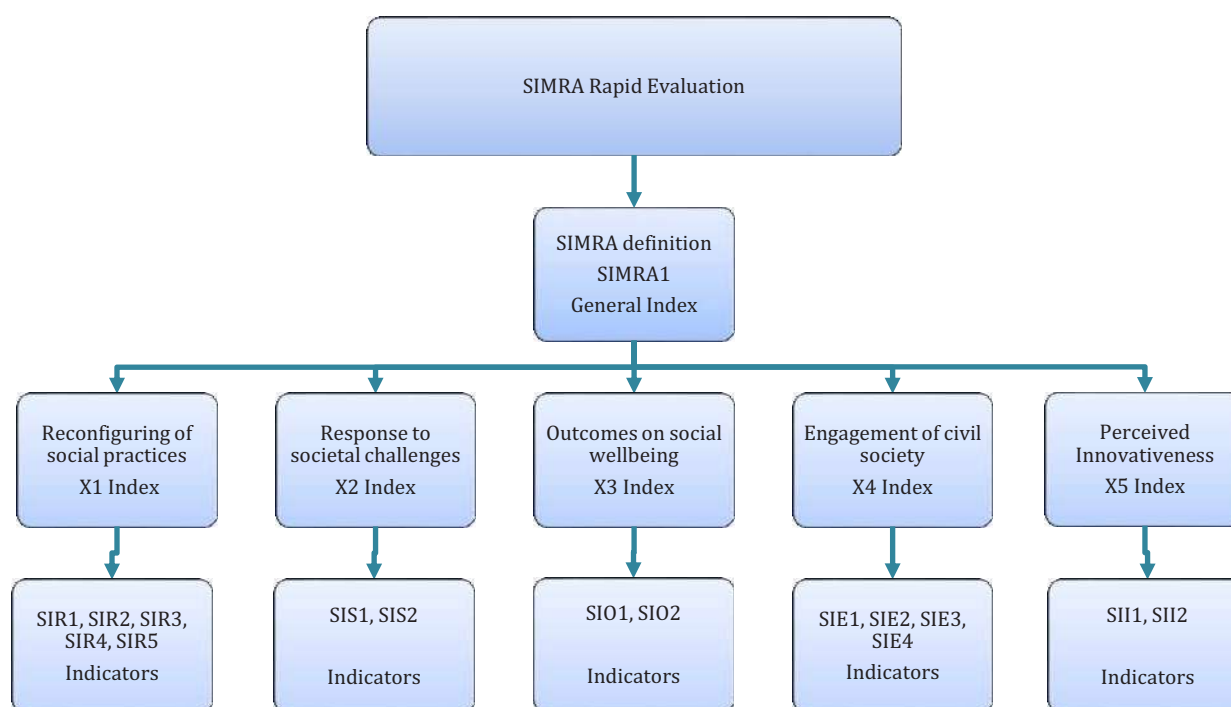 SIMRA Rapid Evaluation
SIMRA definition
SIMRA1
General Index
Reconfiguring of
social practices
X1 Index
Response to
societal challenges
X2 Index
Outcomes on social
wellbeing
X3 Index
Engagement of civil
society
X4 Index
Perceived
Innovativeness
X5 Index
SIR1, SIR2, SIR3,
SIR4, SIR5
Indicators
SIS1, SIS2
Indicators
SIO1, SIO2
Indicators
SIE1, SIE2, SIE3,
SIE4
Indicators
SII1, SII2
Indicators